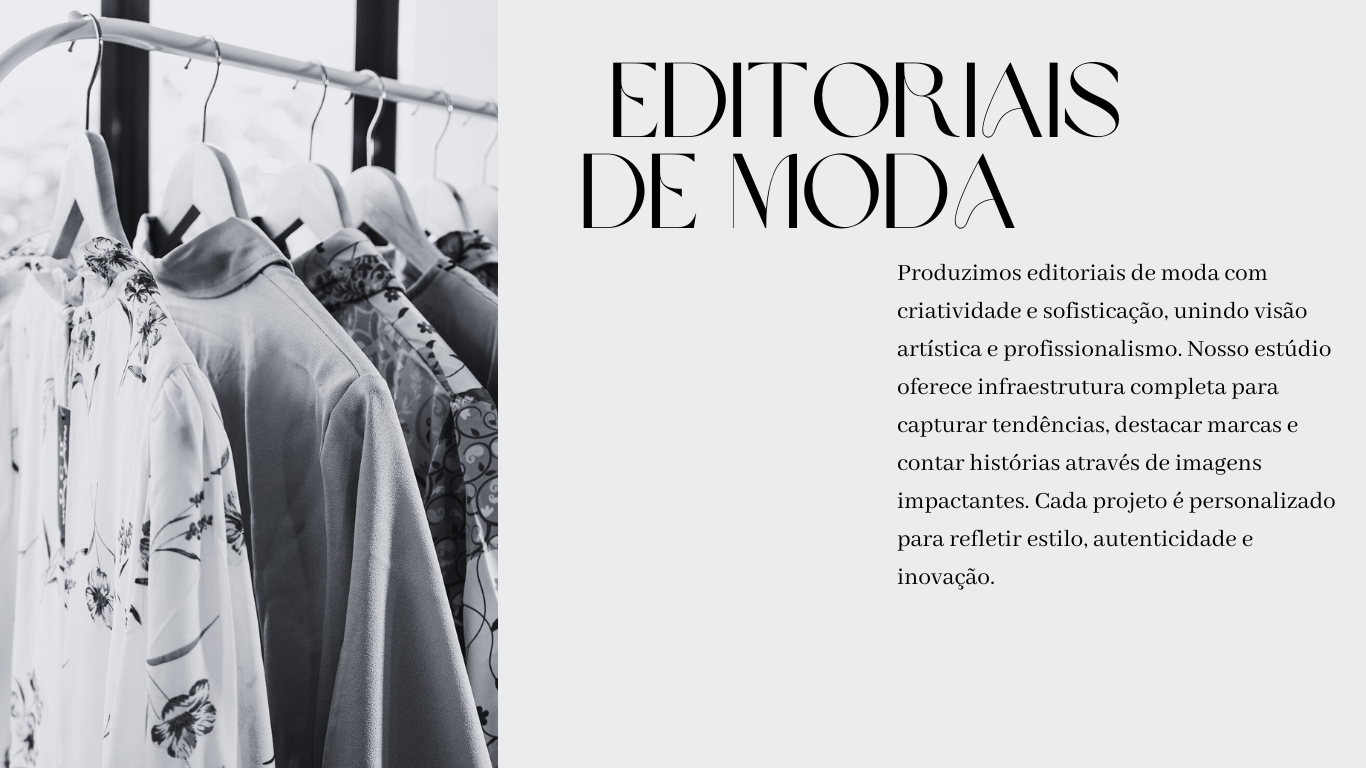 EDITORIAIS
DE MODA
Produzimos editoriais de moda com
criatividade e sofisticação, unindo visão
artística e profissionalismo. Nosso estúdio
oferece infraestrutura completa para
capturar tendências, destacar marcas e
contar histórias através de imagens
impactantes. Cada projeto é personalizado
para refletir estilo, autenticidade e
inovação.